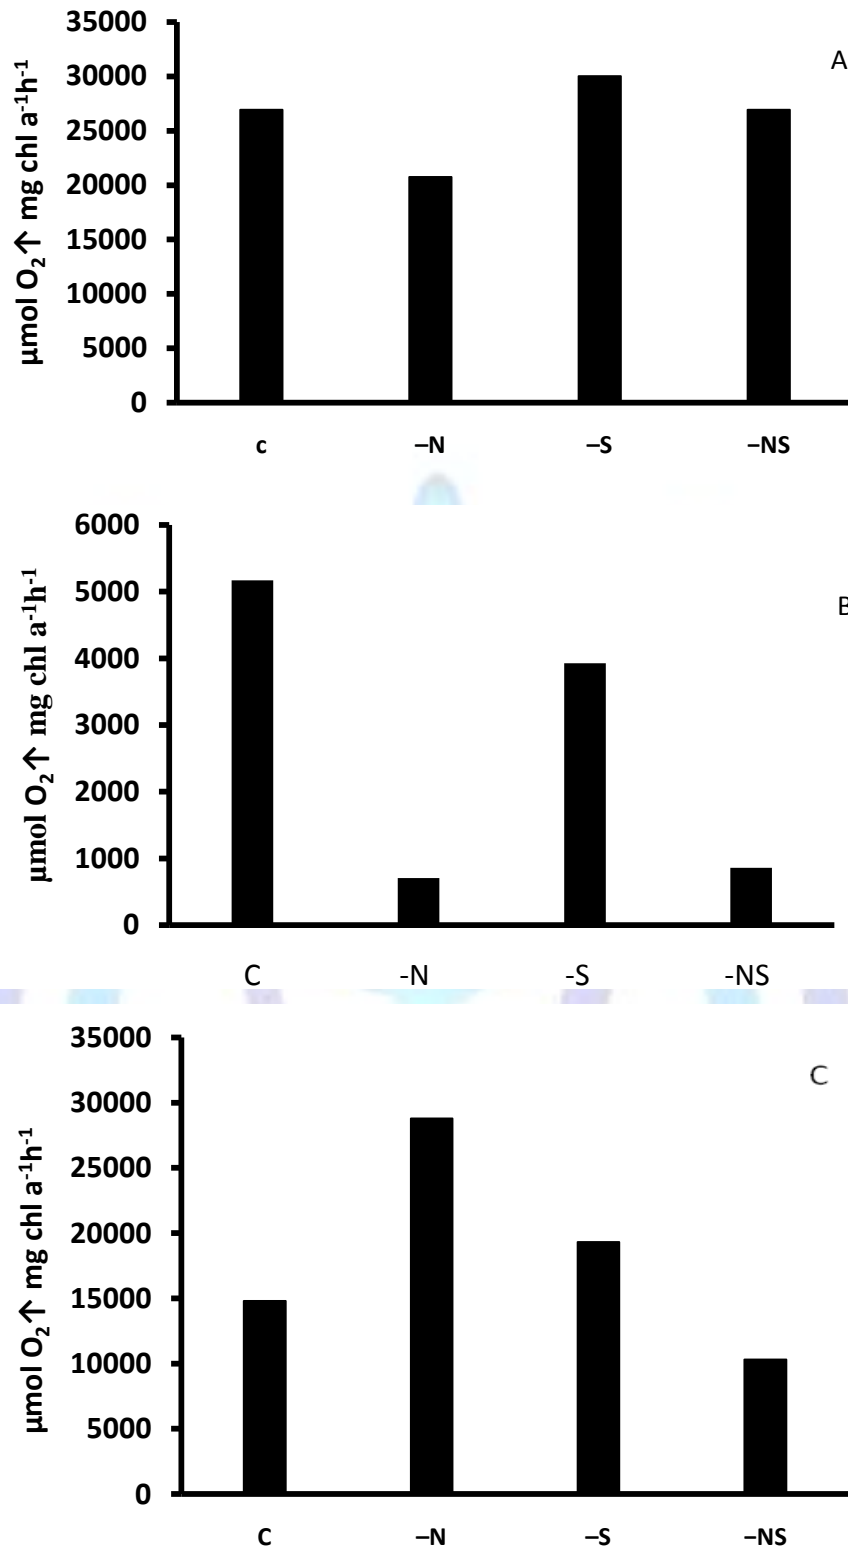 A
µmol O₂↑ mg chl a⁻¹h⁻¹
35000
30000
25000
20000
15000
10000
5000
0
c –N –S –NS
B
µmol O₂↑ mg chl a⁻¹h⁻¹
6000
5000
4000
3000
2000
1000
0
C -N -S -NS
C
µmol O₂↑ mg chl a⁻¹h⁻¹
35000
30000
25000
20000
15000
10000
5000
0
C –N –S –NS